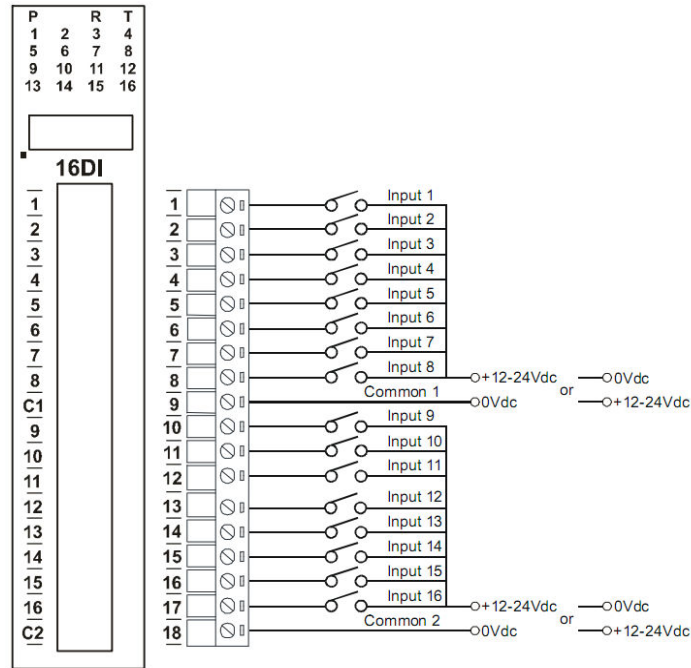 P R T
1 2 3 4
5 6 7 8
9 10 11 12
13 14 15 16
16DI
1
2
3
4
5
6
7
8
C1
9
10
11
12
13
14
15
16
C2
1 Input 1
2 Input 2
3 Input 3
4 Input 4
5 Input 5
6 Input 6
7 Input 7
8 Input 8 +12-24Vdc or 0Vdc
9 Common 1 0Vdc +12-24Vdc
10 Input 9
11 Input 10
12 Input 11
13 Input 12
14 Input 13
15 Input 14
16 Input 15
17 Input 16 +12-24Vdc or 0Vdc
18 Common 2 0Vdc +12-24Vdc